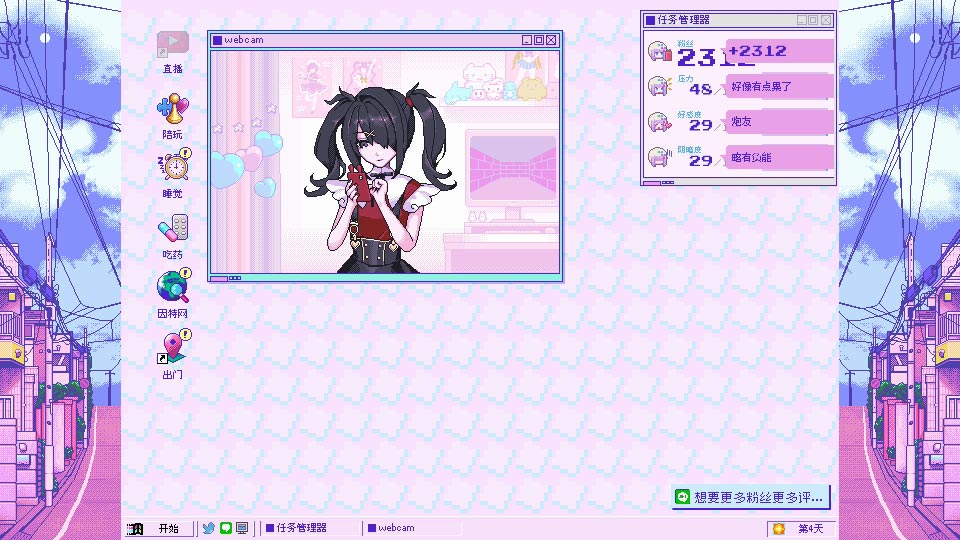 直播
陪玩
睡觉
吃药
因特网
出门
webcam
任务管理器
粉丝
2312
+2312
压力
48
好像有点累了
好感度
29
炮友
阴暗度
29
略有公能
想要更多粉丝更多评...
开始
任务管理器
webcam
第4天